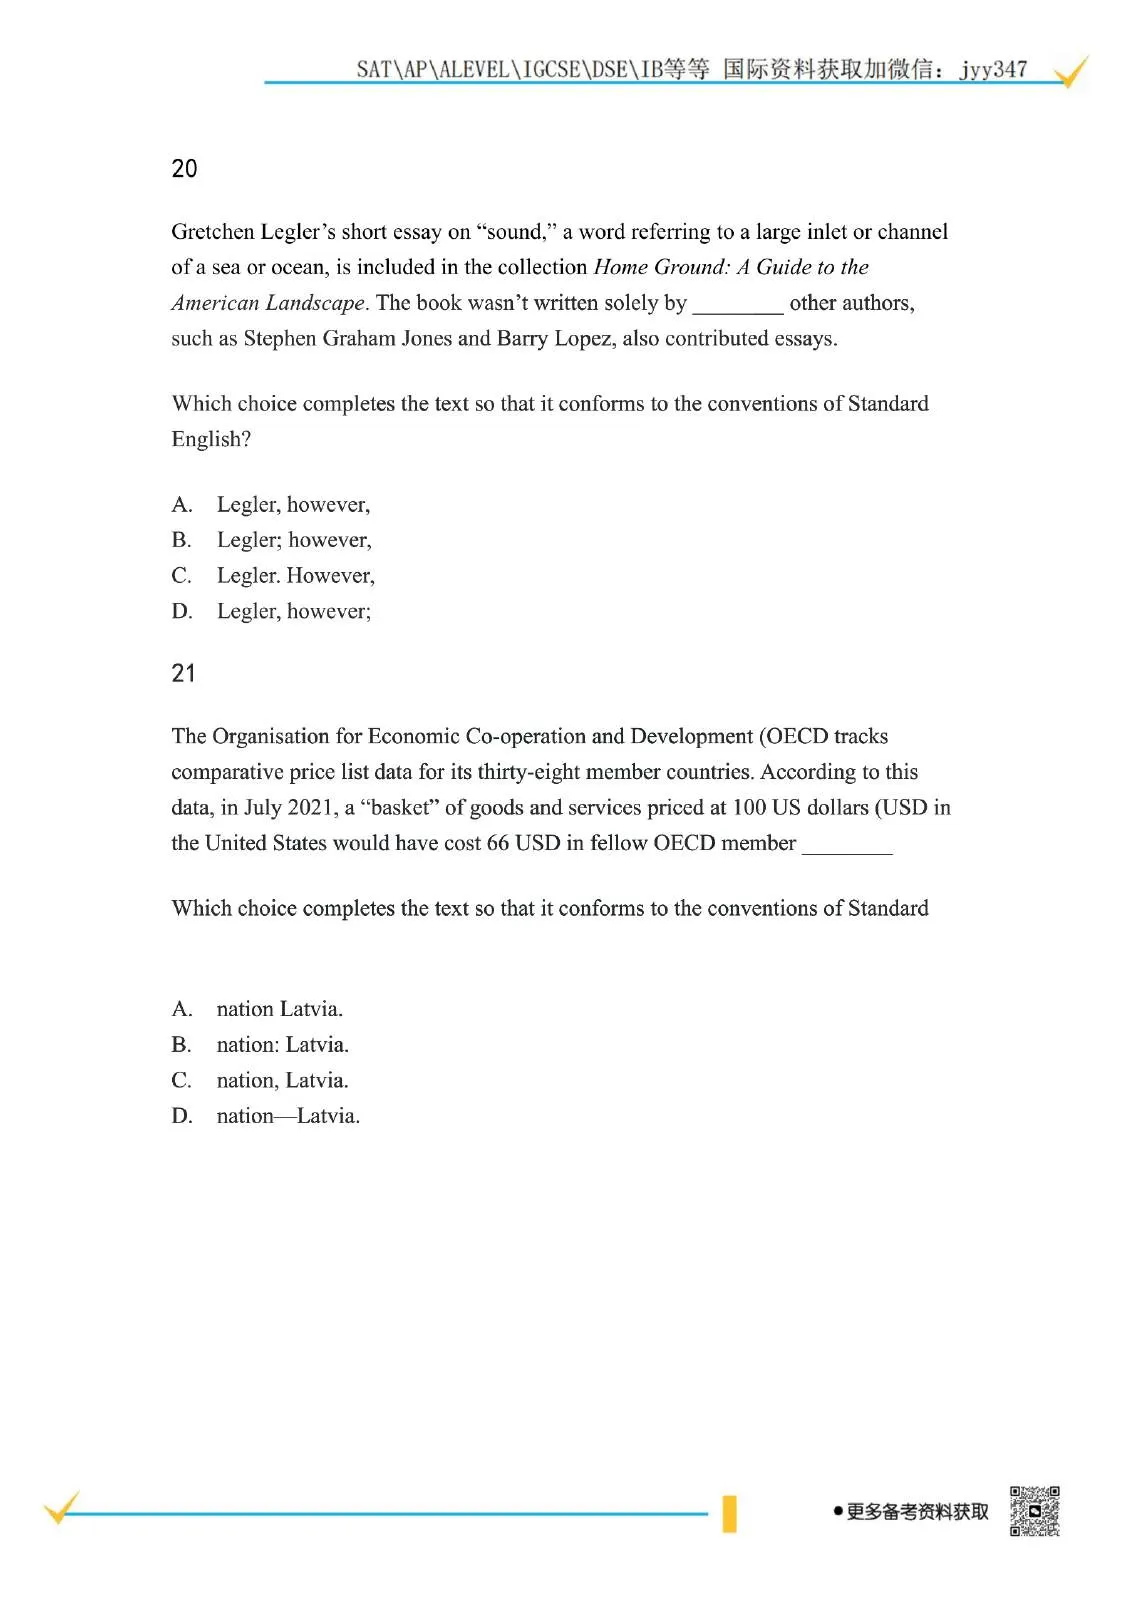 SAT\AP\ALEVEL\IGCSE\DSE\IB等等 国际资料获取加微信：jyy347
20
Gretchen Legler’s short essay on “sound,” a word referring to a large inlet or channel
of a sea or ocean, is included in the collection Home Ground: A Guide to the
American Landscape. The book wasn’t written solely by ________ other authors,
such as Stephen Graham Jones and Barry Lopez, also contributed essays.
Which choice completes the text so that it conforms to the conventions of Standard
English?
A. Legler, however,
B. Legler; however,
C. Legler. However,
D. Legler, however;
21
The Organisation for Economic Co-operation and Development (OECD tracks
comparative price list data for its thirty-eight member countries. According to this
data, in July 2021, a “basket” of goods and services priced at 100 US dollars (USD in
the United States would have cost 66 USD in fellow OECD member ________
Which choice completes the text so that it conforms to the conventions of Standard
A. nation Latvia.
B. nation: Latvia.
C. nation, Latvia.
D. nation—Latvia.
●更多备考资料获取